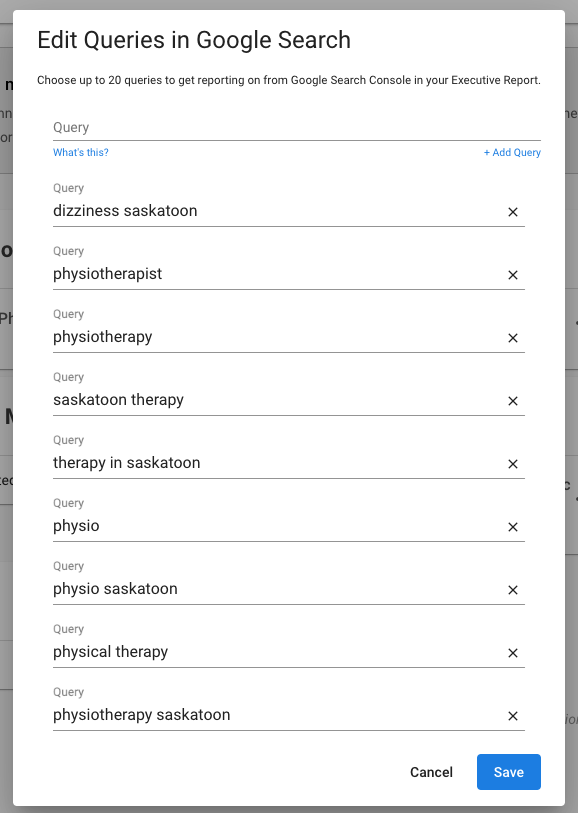 Edit Queries in Google Search
Choose up to 20 queries to get reporting on from Google Search Console in your Executive Report.
Query
What's this? + Add Query
Query
dizziness saskatoon ×
Query
physiotherapist ×
Query
physiotherapy ×
Query
saskatoon therapy ×
Query
therapy in saskatoon ×
Query
physio ×
Query
physio saskatoon ×
Query
physical therapy ×
Query
physiotherapy saskatoon ×
Cancel Save